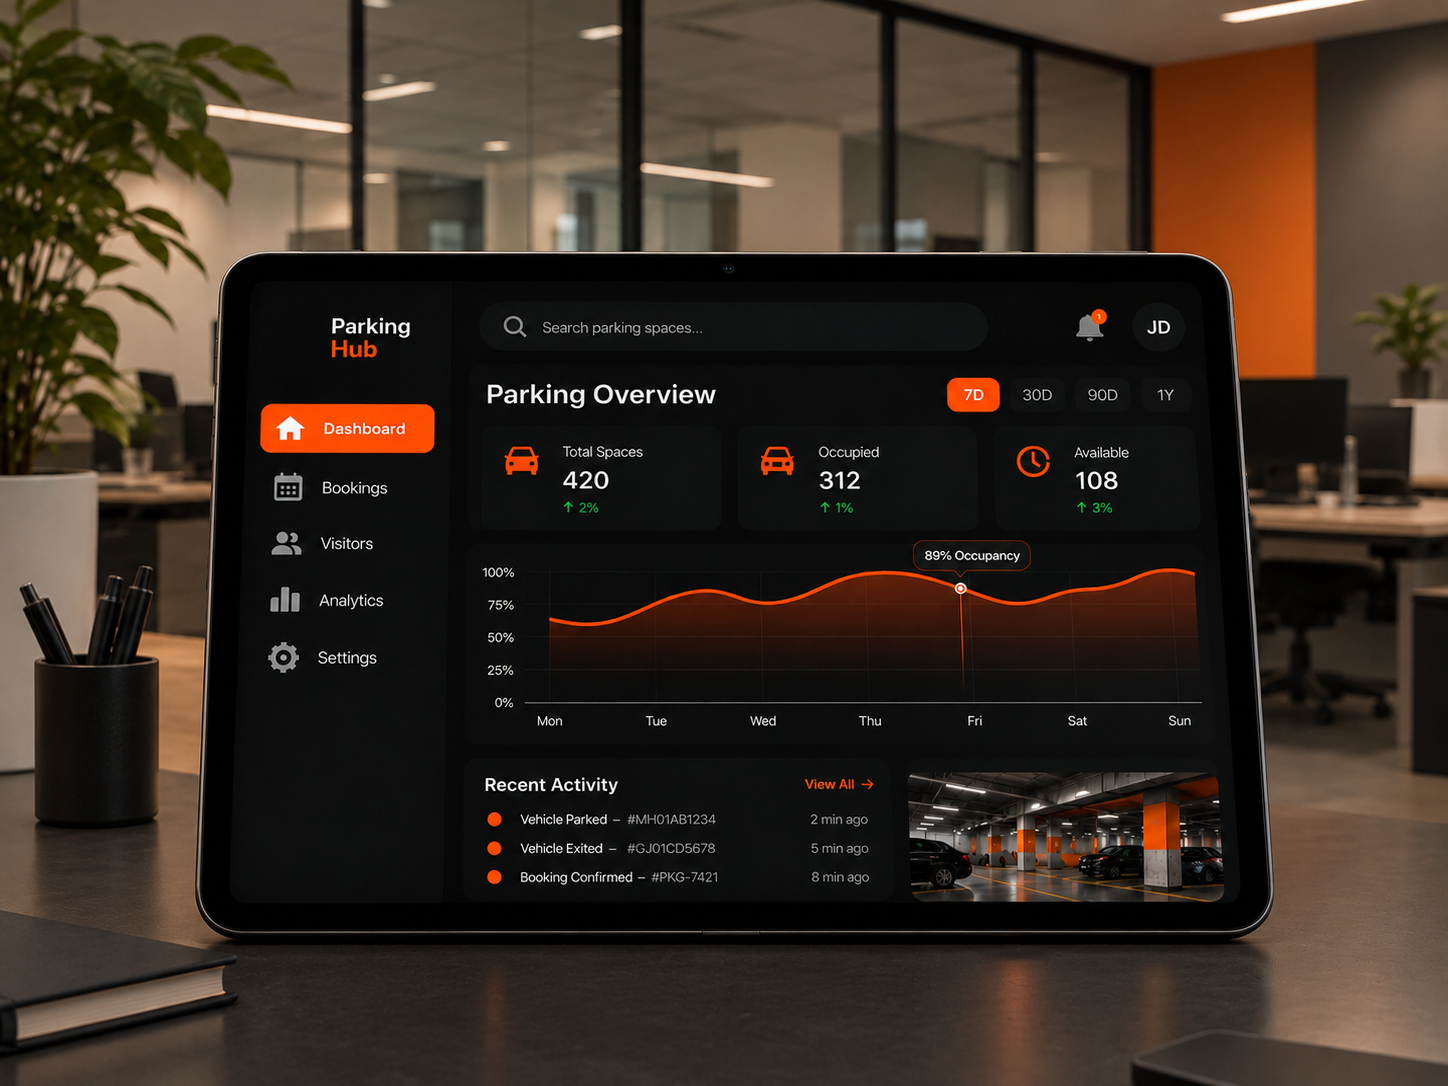 Parking
Hub
Search parking spaces...
1
JD
Dashboard
Bookings
Visitors
Analytics
Settings
Parking Overview
7D
30D
90D
1Y
Total Spaces
420
↑ 2%
Occupied
312
↑ 1%
Available
108
↑ 3%
89% Occupancy
100%
75%
50%
25%
0%
Mon Tue Wed Thu Fri Sat Sun
Recent Activity
View All →
Vehicle Parked – #MH01AB1234 2 min ago
Vehicle Exited – #GJ01CD5678 5 min ago
Booking Confirmed – #PKG-7421 8 min ago